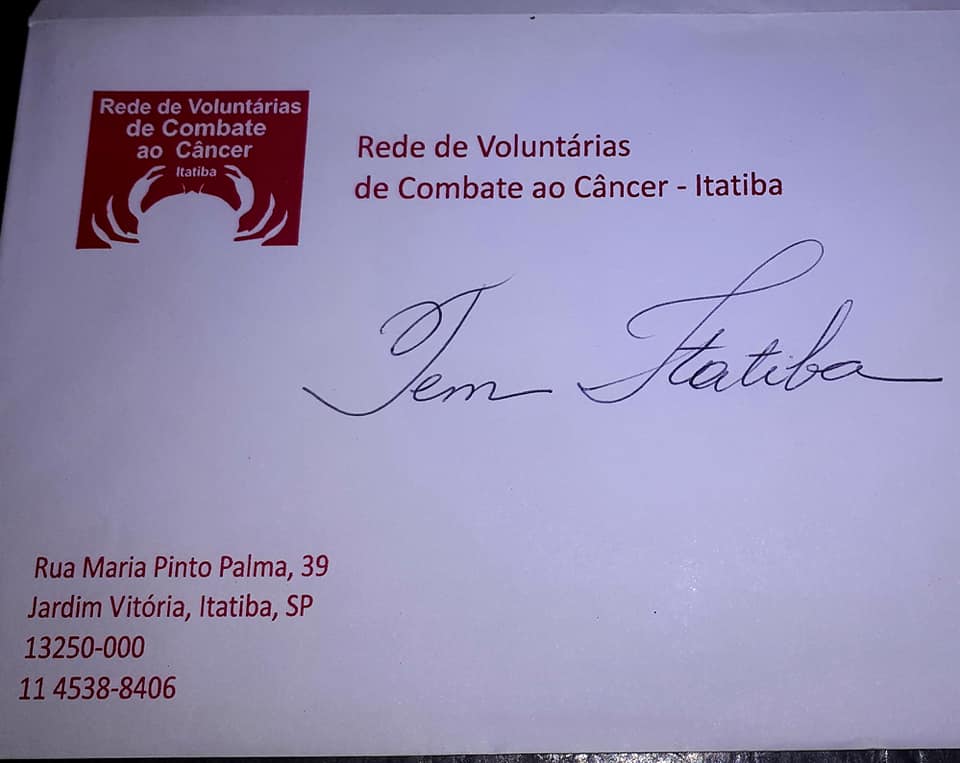 Rede de Voluntárias
de Combate
ao Câncer
Itatiba
Rede de Voluntárias
de Combate ao Câncer - Itatiba
Tem Itatiba
Rua Maria Pinto Palma, 39
Jardim Vitória, Itatiba, SP
13250-000
11 4538-8406